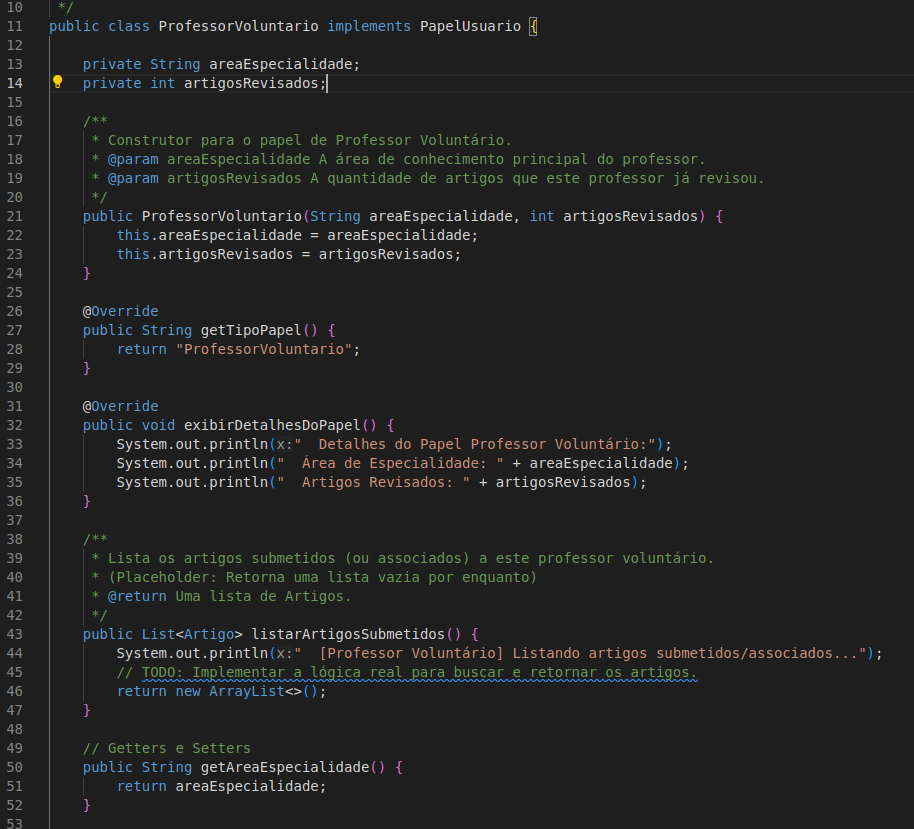 10 */
11 public class ProfessorVoluntario implements PapelUsuario {
12
13 private String areaEspecialidade;
14 private int artigosRevisados;
15
16 /**
17 * Construtor para o papel de Professor Voluntário.
18 * @param areaEspecialidade A área de conhecimento principal do professor.
19 * @param artigosRevisados A quantidade de artigos que este professor já revisou.
20 */
21 public ProfessorVoluntario(String areaEspecialidade, int artigosRevisados) {
22 this.areaEspecialidade = areaEspecialidade;
23 this.artigosRevisados = artigosRevisados;
24 }
25
26 @Override
27 public String getTipoPapel() {
28 return "ProfessorVoluntario";
29 }
30
31 @Override
32 public void exibirDetalhesDoPapel() {
33 System.out.println(x:"  Detalhes do Papel Professor Voluntário:");
34 System.out.println("  Área de Especialidade: " + areaEspecialidade);
35 System.out.println("  Artigos Revisados: " + artigosRevisados);
36 }
37
38 /**
39 * Lista os artigos submetidos (ou associados) a este professor voluntário.
40 * (Placeholder: Retorna uma lista vazia por enquanto)
41 * @return Uma lista de Artigos.
42 */
43 public List<Artigo> listarArtigosSubmetidos() {
44 System.out.println(x:"  [Professor Voluntário] Listando artigos submetidos/associados...");
45 // TODO: Implementar a lógica real para buscar e retornar os artigos.
46 return new ArrayList<>();
47 }
48
49 // Getters e Setters
50 public String getAreaEspecialidade() {
51 return areaEspecialidade;
52 }
53